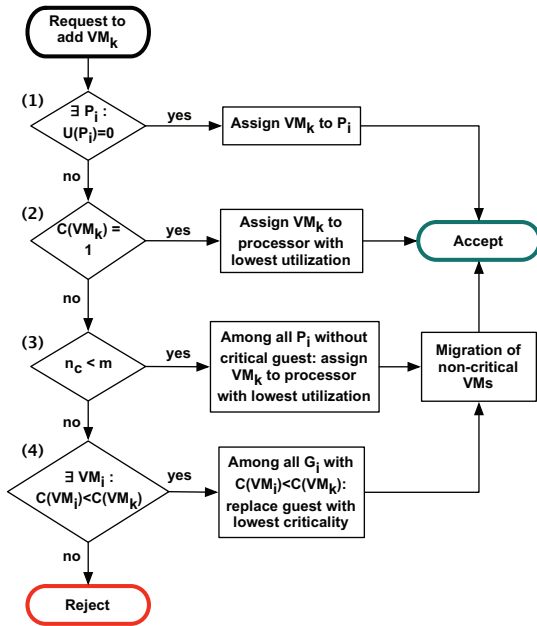 Request to
add VMk
(1)
∃ Pi :
U(Pi)=0
yes
Assign VMk to Pi
no
(2)
C(VMk) =
1
yes
Assign VMk to
processor with
lowest utilization
Accept
no
(3)
nc < m
yes
Among all Pi without
critical guest: assign
VMk to processor
with lowest utilization
Migration of
non-critical
VMs
no
(4)
∃ VMi :
C(VMi)<C(VMk)
yes
Among all Gi with
C(VMi)<C(VMk):
replace guest with
lowest criticality
no
Reject